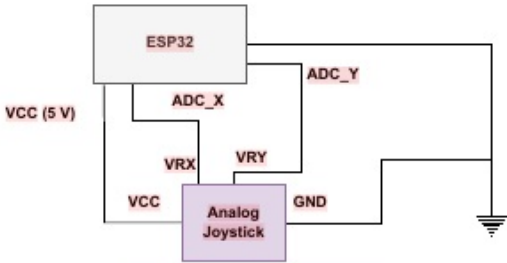 ESP32
ADC_Y
ADC_X
VCC (5 V)
VRX
VRY
VCC
GND
Analog
Joystick